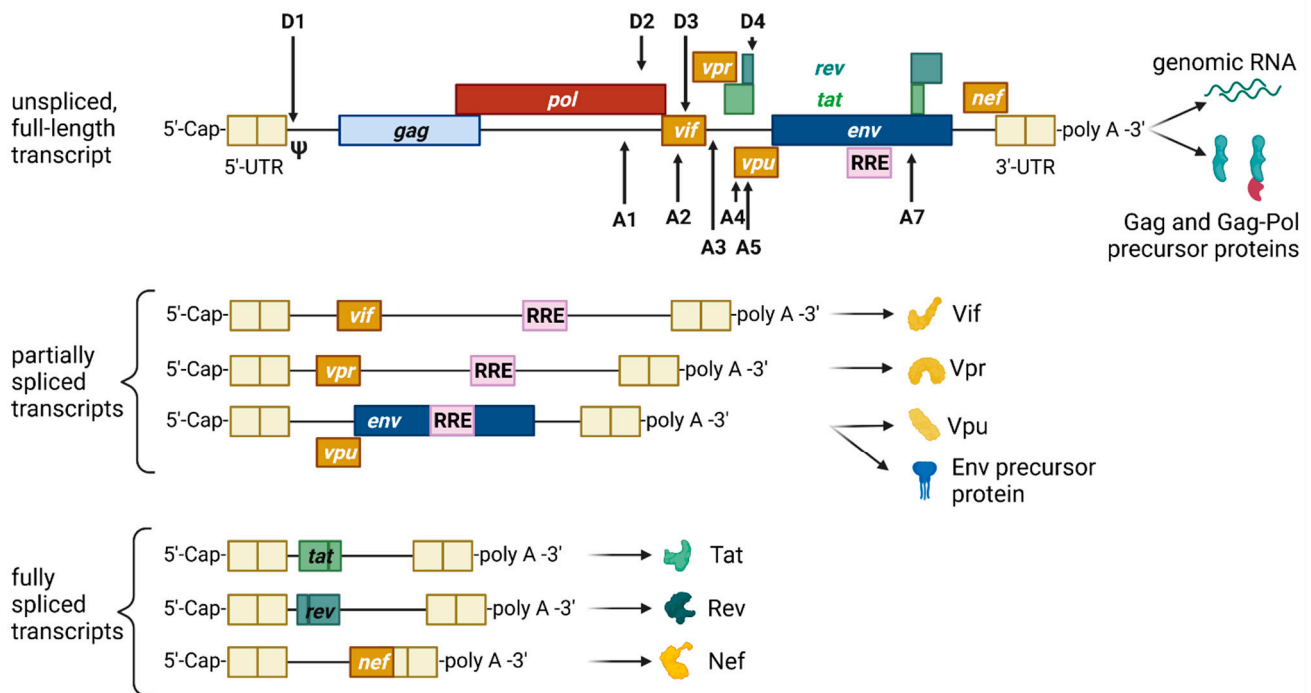 D1 D2 D3 D4
vpr rev
genomic RNA
unspliced,
full-length
transcript
pol tat nef
5'-Cap- gag vif env -poly A -3'
Ψ
5'-UTR vpu RRE 3'-UTR
A1 A2 A4 A7
A3 A5
Gag and Gag-Pol
precursor proteins
partially
spliced
transcripts
5'-Cap- vif RRE -poly A -3' Vif
5'-Cap- vpr RRE -poly A -3' Vpr
5'-Cap- env RRE -poly A -3' Vpu
vpu
Env precursor
protein
fully
spliced
transcripts
5'-Cap- tat -poly A -3' Tat
5'-Cap- rev -poly A -3' Rev
5'-Cap- nef -poly A -3' Nef